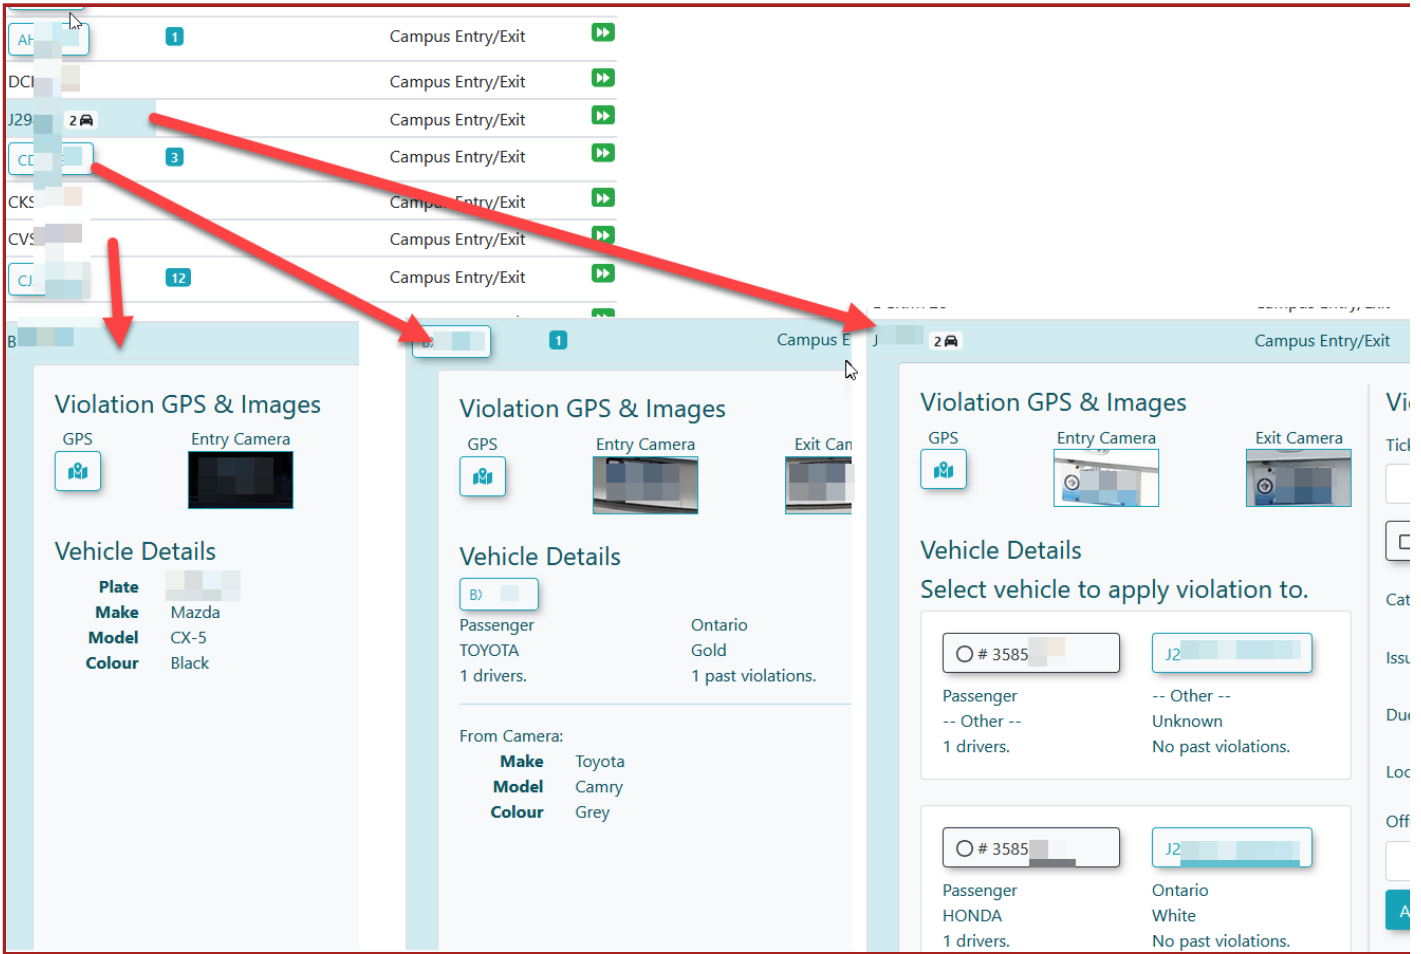 AH 1 Campus Entry/Exit
DC Campus Entry/Exit
J29 2 Campus Entry/Exit
CD 3 Campus Entry/Exit
CKS Campus Entry/Exit
CVS Campus Entry/Exit
CJ 12 Campus Entry/Exit
B
Violation GPS & Images
GPS Entry Camera
Vehicle Details
Plate
Make Mazda
Model CX-5
Colour Black
1 Campus E
Violation GPS & Images
GPS Entry Camera Exit Can
Vehicle Details
B
Passenger Ontario
TOYOTA Gold
1 drivers. 1 past violations.
From Camera:
Make Toyota
Model Camry
Colour Grey
J 2 Campus Entry/Exit
Violation GPS & Images
GPS Entry Camera Exit Camera
Vehicle Details
Select vehicle to apply violation to.
# 3585 J2
Passenger -- Other --
-- Other -- Unknown
1 drivers. No past violations.
# 3585 J2
Passenger Ontario
HONDA White
1 drivers. No past violations.
Vi
Tick
Cat
Issu
Due
Loc
Off
A